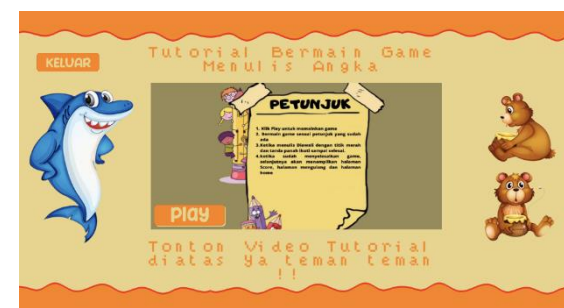 KELUAR
Tutorial Bermain Game
Menulis Angka
PETUNJUK
1. Klik Play untuk memainkan game
2. Bermain game sesuai petunjuk yang sudah
ada
3.Ketika menulis Diawali dengan titik merah
dan tanda panah ikuti sampai selesai.
4.Ketika sudah menyelesaikan game,
selanjutnya akan menampilkan halaman
Score, halaman mengulang dan halaman
home
Play
Tonton Video Tutorial
diatas Ya teman teman
!!